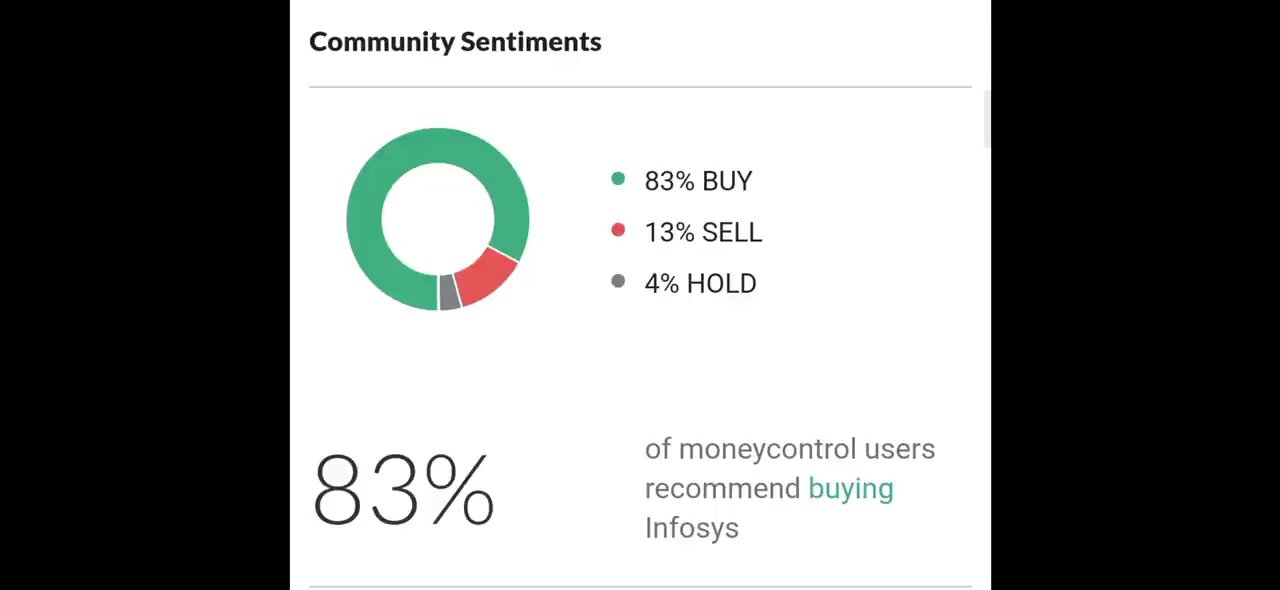 Community Sentiments
83% BUY
13% SELL
4% HOLD
83%
of moneycontrol users
recommend buying
Infosys